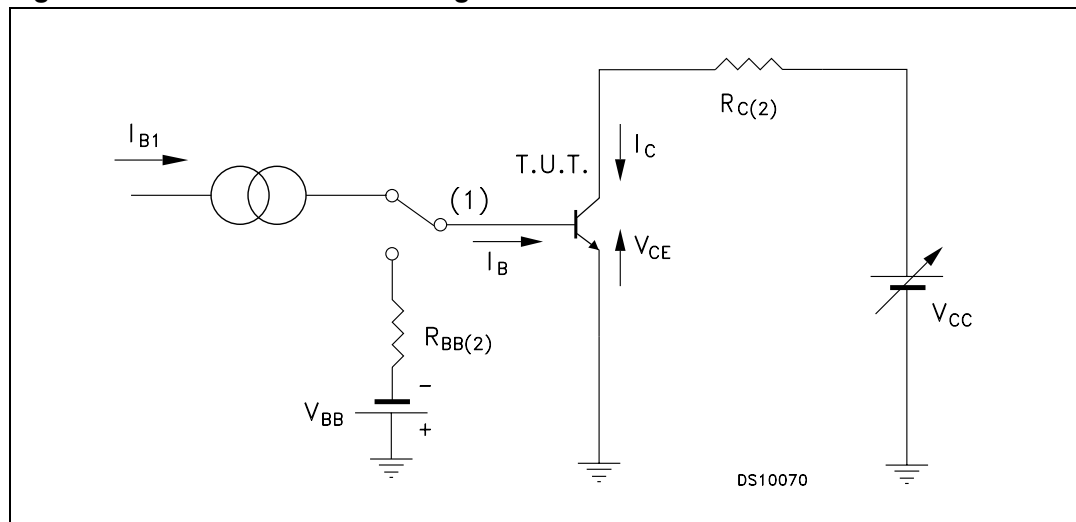 R_C(2)
I_B1
I_C
T.U.T.
(1)
V_CE
I_B
V_CC
R_BB(2)
-
V_BB
+
DS10070